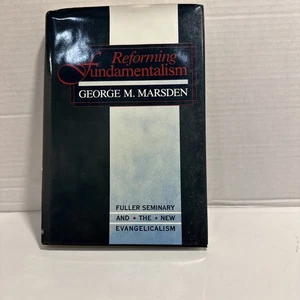 Reforming
Fundamentalism
GEORGE M. MARSDEN
FULLER SEMINARY
AND • THE • NEW
EVANGELICALISM